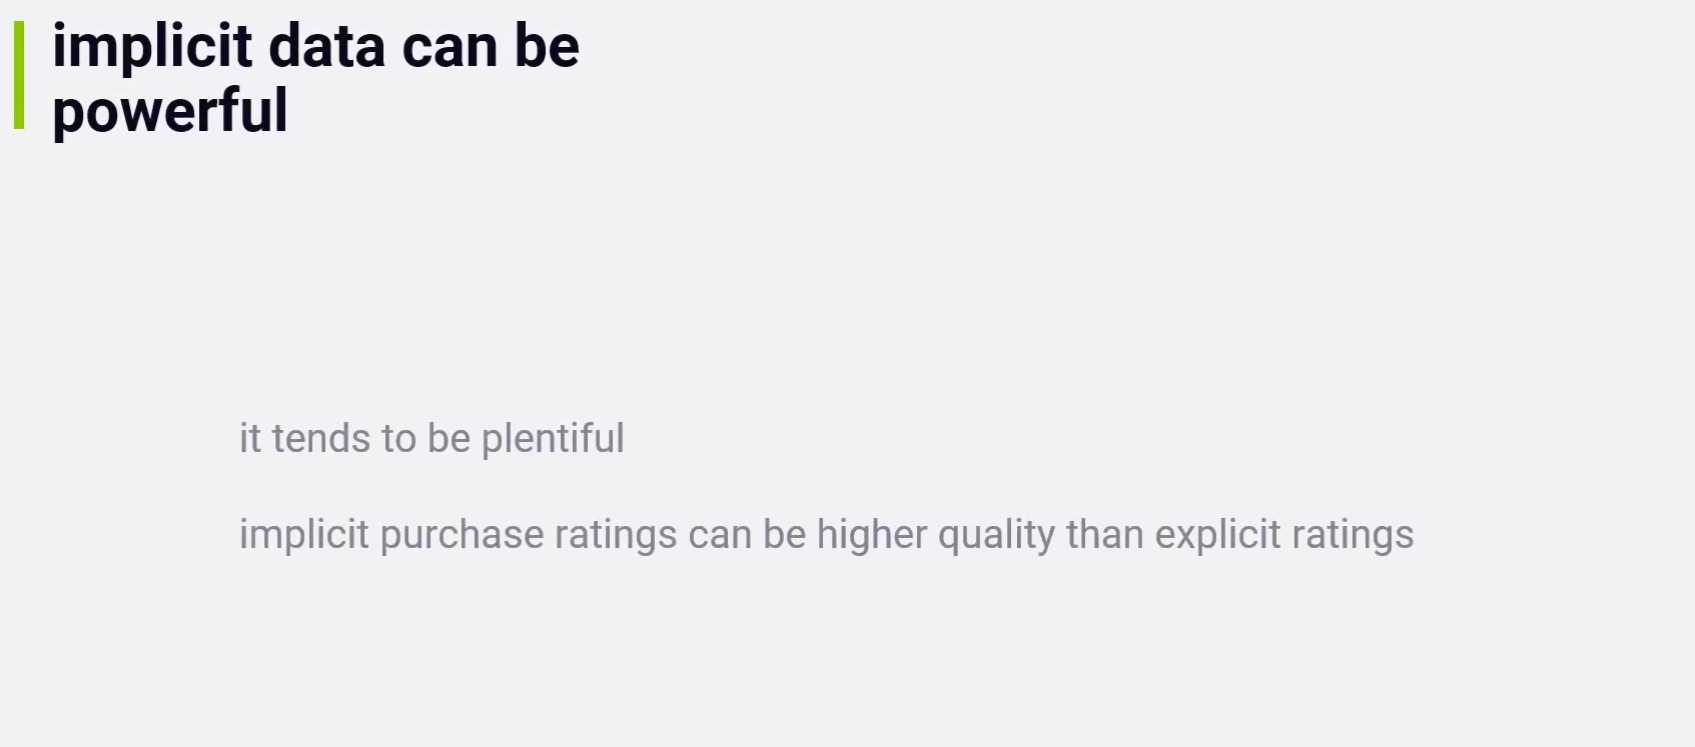 implicit data can be
powerful
it tends to be plentiful
implicit purchase ratings can be higher quality than explicit ratings